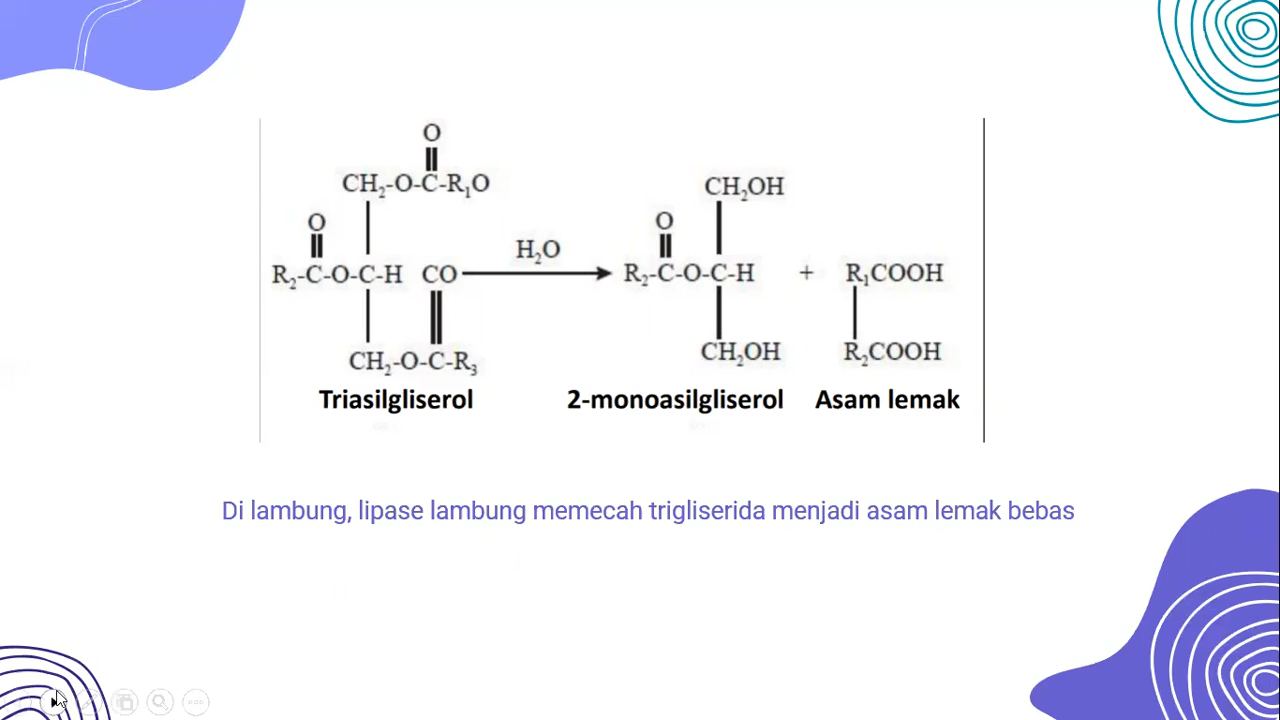 O
CH₂-O-C-R₁O
O
R₂-C-O-C-H CO
CH₂-O-C-R₃
H₂O
CH₂OH
O
R₂-C-O-C-H
CH₂OH
+
R₁COOH
R₂COOH
Triasilgliserol 2-monoasilgliserol Asam lemak
Di lambung, lipase lambung memecah trigliserida menjadi asam lemak bebas